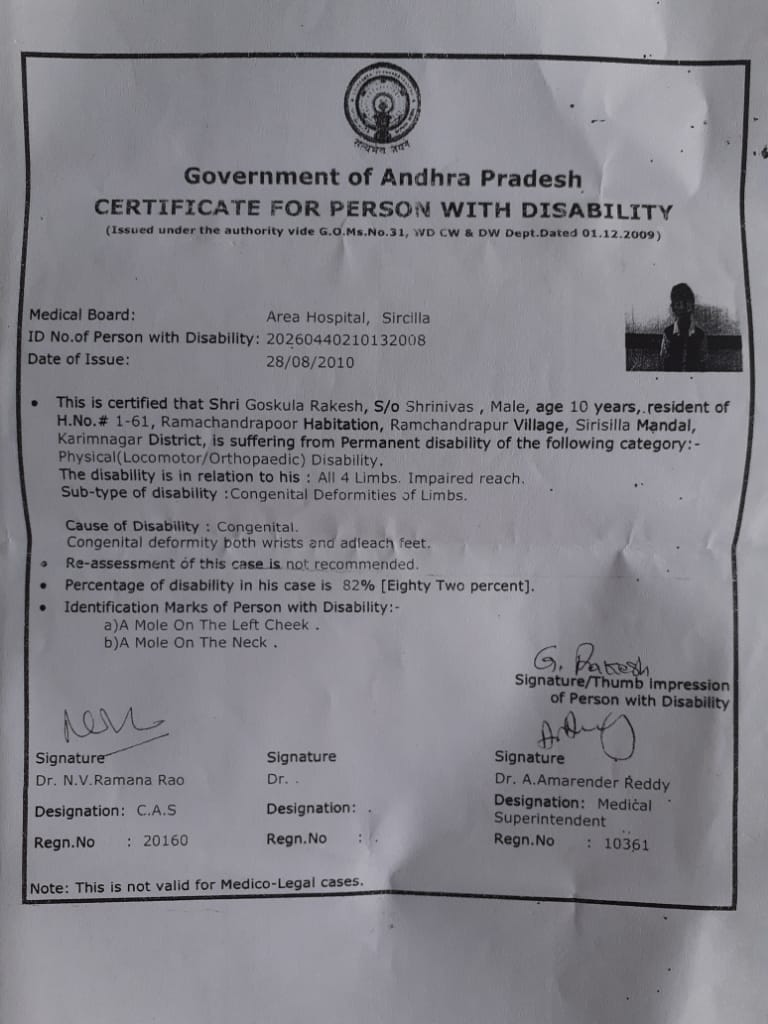 सत्यमेव जयते
Government of Andhra Pradesh
CERTIFICATE FOR PERSON WITH DISABILITY
(Issued under the authority vide G.O.Ms.No.31, WD CW & DW Dept.Dated 01.12.2009)
Medical Board: Area Hospital, Sircilla
ID No.of Person with Disability: 20260440210132008
Date of Issue: 28/08/2010
• This is certified that Shri Goskula Rakesh, S/o Shrinivas , Male, age 10 years, resident of
H.No.# 1-61, Ramachandrapoor Habitation, Ramchandrapur Village, Sirisilla Mandal,
Karimnagar District, is suffering from Permanent disability of the following category:-
Physical(Locomotor/Orthopaedic) Disability.
The disability is in relation to his : All 4 Limbs. Impaired reach.
Sub-type of disability :Congenital Deformities of Limbs.
Cause of Disability : Congenital.
Congenital deformity both wrists and adleach feet.
• Re-assessment of this case is not recommended.
• Percentage of disability in his case is 82% [Eighty Two percent].
• Identification Marks of Person with Disability:-
a)A Mole On The Left Cheek .
b)A Mole On The Neck .
G. Rakesh
Signature/Thumb impression
of Person with Disability
Signature Signature Signature
Dr. N.V.Ramana Rao Dr. . Dr. A.Amarender Reddy
Designation: C.A.S Designation: . Designation: Medical
Superintendent
Regn.No : 20160 Regn.No : . Regn.No : 10361
Note: This is not valid for Medico-Legal cases.